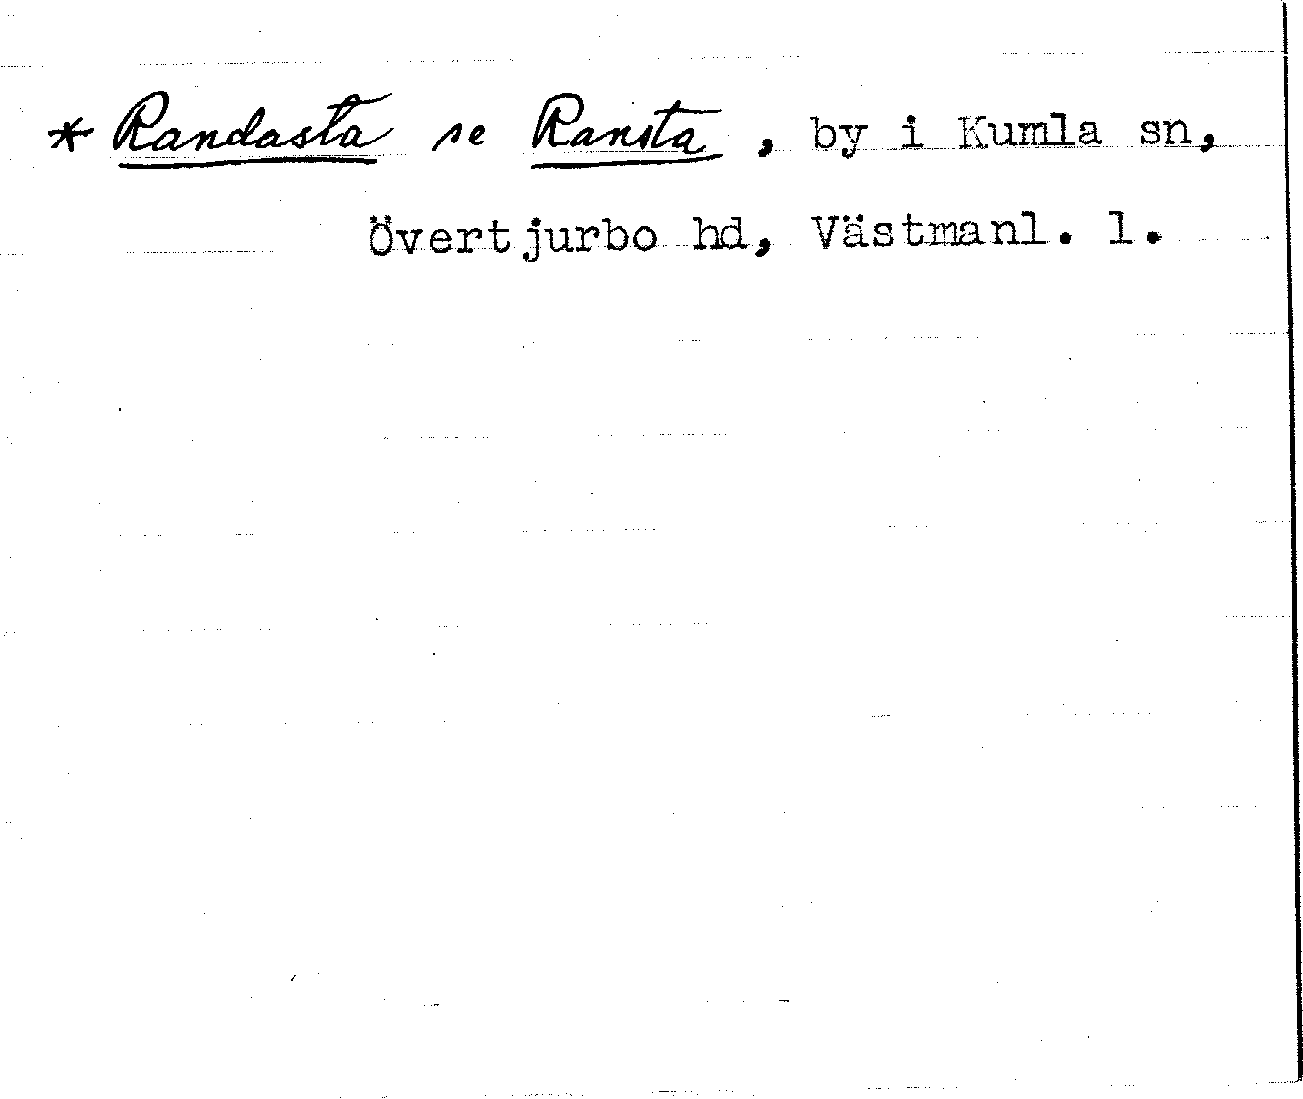 * Randasta se Ransta, by i Kumla sn,
Övertjurbo hd, Västmanl. l.